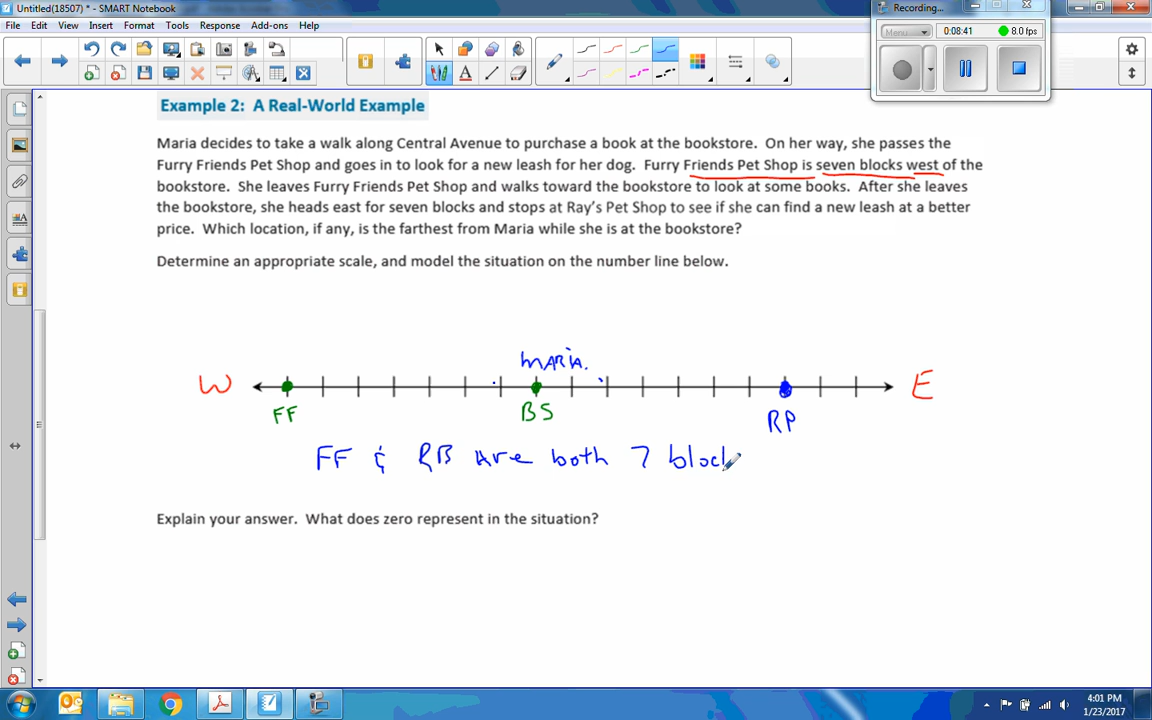 Untitled(18507) * - SMART Notebook
Recording...
File Edit View Insert Format Tools Response Add-ons Help
Menu 0:08:41 8.0 fps
Example 2: A Real-World Example
Maria decides to take a walk along Central Avenue to purchase a book at the bookstore. On her way, she passes the
Furry Friends Pet Shop and goes in to look for a new leash for her dog. Furry Friends Pet Shop is seven blocks west of the
bookstore. She leaves Furry Friends Pet Shop and walks toward the bookstore to look at some books. After she leaves
the bookstore, she heads east for seven blocks and stops at Ray's Pet Shop to see if she can find a new leash at a better
price. Which location, if any, is the farthest from Maria while she is at the bookstore?
Determine an appropriate scale, and model the situation on the number line below.
MARIA.
W E
FF BS RP
FF & RB Are both 7 block
Explain your answer. What does zero represent in the situation?
4:01 PM
1/23/2017